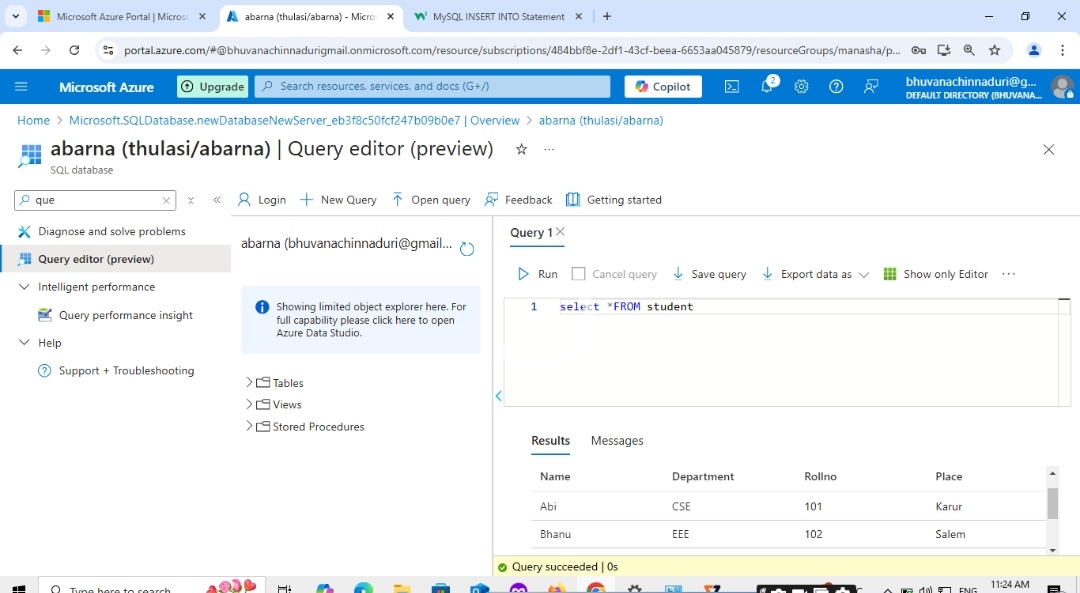 Microsoft Azure Portal | Micros
abarna (thulasi/abarna) - Micro
MySQL INSERT INTO Statement
portal.azure.com/#@bhuvanachinnadurigmail.onmicrosoft.com/resource/subscriptions/484bbf8e-2df1-43cf-beea-6653aa045879/resourceGroups/manasha/p...
Microsoft Azure
Upgrade
Search resources, services, and docs (G+/)
Copilot
2
bhuvanachinnaduri@g...
DEFAULT DIRECTORY (BHUVANA...
Home > Microsoft.SQLDatabase.newDatabaseNewServer_eb3f8c50fcf247b09b0e7 | Overview > abarna (thulasi/abarna)
abarna (thulasi/abarna) | Query editor (preview)
SQL database
que
Login
New Query
Open query
Feedback
Getting started
Diagnose and solve problems
Query editor (preview)
Intelligent performance
Query performance insight
Help
Support + Troubleshooting
abarna (bhuvanachinnaduri@gmail...
Showing limited object explorer here. For
full capability please click here to open
Azure Data Studio.
Tables
Views
Stored Procedures
Query 1
Run
Cancel query
Save query
Export data as
Show only Editor
1 select *FROM student
Results
Messages
Name Department Rollno Place
Abi CSE 101 Karur
Bhanu EEE 102 Salem
Query succeeded | 0s
Type here to search
ENG
11:24 AM